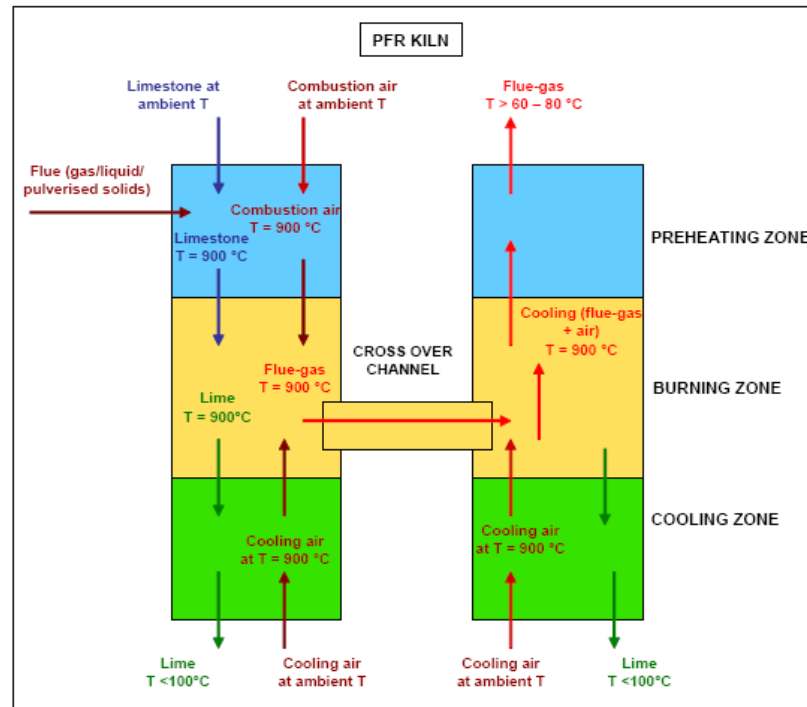 PFR KILN
Limestone at
ambient T
Combustion air
at ambient T
Flue-gas
T > 60 – 80 °C
Flue (gas/liquid/
pulverised solids)
Combustion air
T = 900 °C
Limestone
T = 900 °C
PREHEATING ZONE
Cooling (flue-gas
+ air)
T = 900 °C
CROSS OVER
CHANNEL
Flue-gas
T = 900 °C
Lime
T = 900°C
BURNING ZONE
Cooling air
at T = 900 °C
Cooling air
at T = 900 °C
COOLING ZONE
Lime
T <100°C
Cooling air
at ambient T
Cooling air
at ambient T
Lime
T <100°C